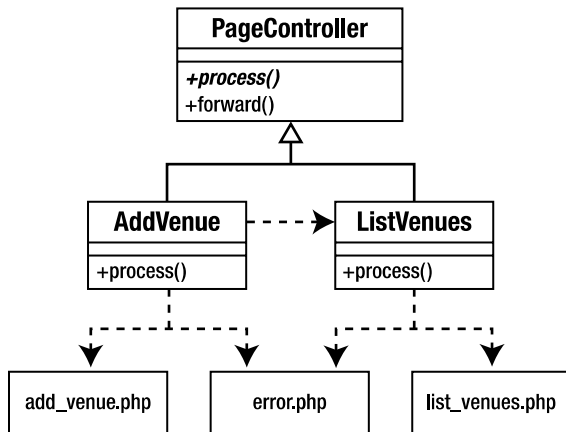 PageController
+process()
+forward()
AddVenue
+process()
ListVenues
+process()
add_venue.php
error.php
list_venues.php